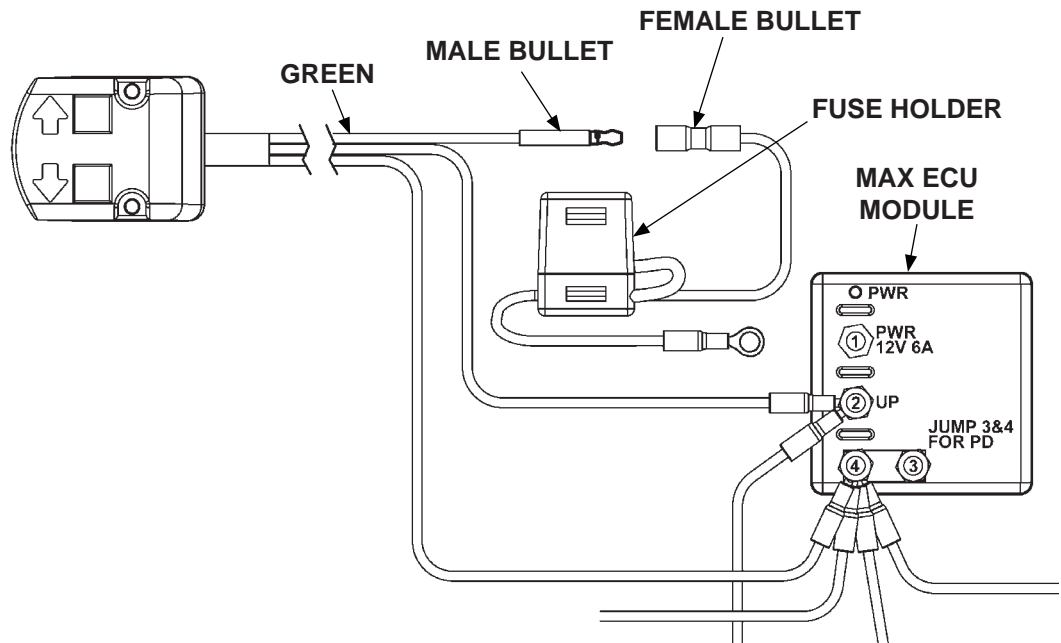 FEMALE BULLET
MALE BULLET
GREEN
FUSE HOLDER
MAX ECU
MODULE
PWR
1
PWR
12V 6A
2
UP
JUMP 3&4
FOR PD
4
3